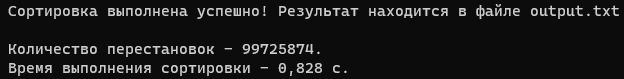 Сортировка выполнена успешно! Результат находится в файле output.txt
Количество перестановок – 99725874.
Время выполнения сортировки – 0,828 с.